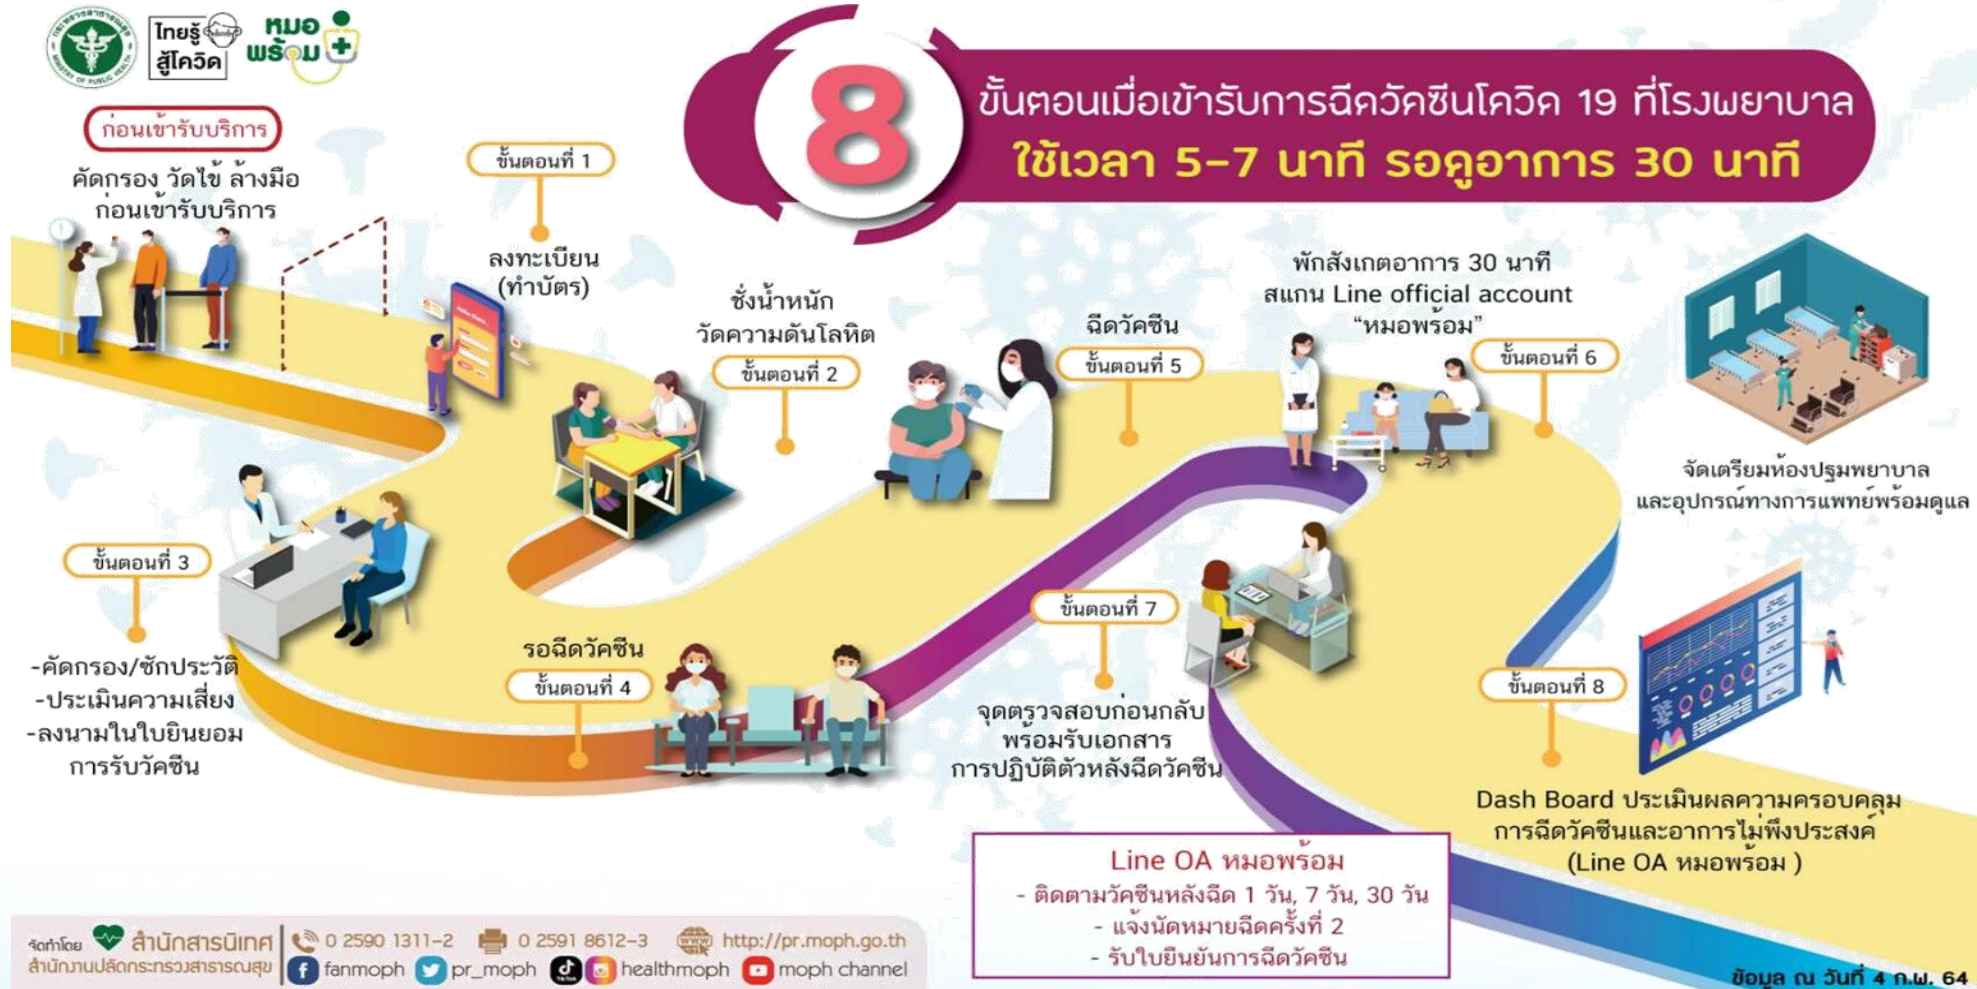 กระทรวงสาธารณสุข
MINISTRY OF PUBLIC HEALTH
ไทยรู้
สู้โควิด
หมอ
พร้อม
8
ขั้นตอนเมื่อเข้ารับการฉีดวัคซีนโควิด 19 ที่โรงพยาบาล
ใช้เวลา 5-7 นาที รอดูอาการ 30 นาที
ก่อนเข้ารับบริการ
คัดกรอง วัดไข้ ล้างมือ
ก่อนเข้ารับบริการ
ขั้นตอนที่ 1
ลงทะเบียน
(ทำบัตร)
ชั่งน้ำหนัก
วัดความดันโลหิต
ขั้นตอนที่ 2
ขั้นตอนที่ 3
-คัดกรอง/ซักประวัติ
-ประเมินความเสี่ยง
-ลงนามในใบยินยอม
การรับวัคซีน
รอฉีดวัคซีน
ขั้นตอนที่ 4
ฉีดวัคซีน
ขั้นตอนที่ 5
พักสังเกตอาการ 30 นาที
สแกน Line official account
“หมอพร้อม”
ขั้นตอนที่ 6
จัดเตรียมห้องปฐมพยาบาล
และอุปกรณ์ทางการแพทย์พร้อมดูแล
ขั้นตอนที่ 7
จุดตรวจสอบก่อนกลับ
พร้อมรับเอกสาร
การปฏิบัติตัวหลังฉีดวัคซีน
ขั้นตอนที่ 8
Dash Board ประเมินผลความครอบคลุม
การฉีดวัคซีนและอาการไม่พึงประสงค์
(Line OA หมอพร้อม )
Line OA หมอพร้อม
- ติดตามวัคซีนหลังฉีด 1 วัน, 7 วัน, 30 วัน
- แจ้งนัดหมายฉีดครั้งที่ 2
- รับใบยืนยันการฉีดวัคซีน
จัดทำโดย สำนักสารนิเทศ
สำนักงานปลัดกระทรวงสาธารณสุข
0 2590 1311-2 0 2591 8612-3 www http://pr.moph.go.th
fanmoph pr_moph TikTok healthmoph moph channel
ข้อมูล ณ วันที่ 4 ก.พ. 64